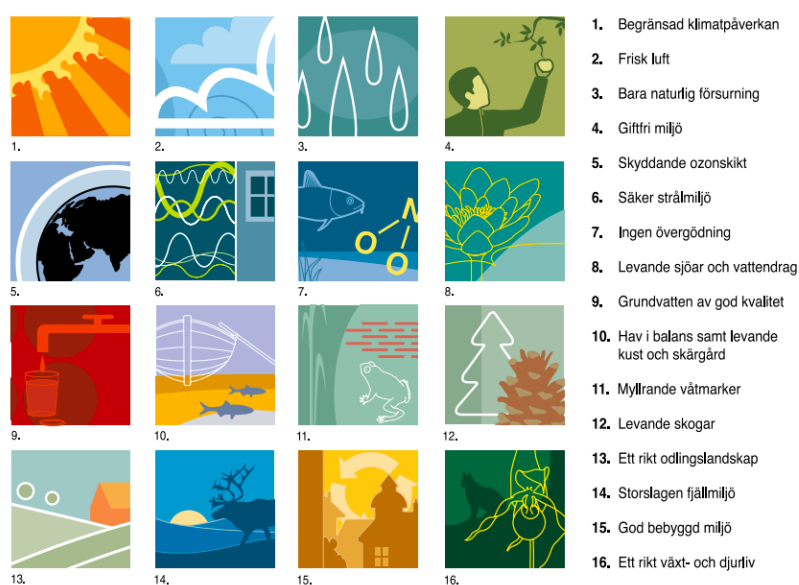 1.
2.
3.
4.
5.
6.
N
O
O
7.
8.
9.
10.
11.
12.
13.
14.
15.
16.
1. Begränsad klimatpåverkan
2. Frisk luft
3. Bara naturlig försurning
4. Giftfri miljö
5. Skyddande ozonskikt
6. Säker strålmiljö
7. Ingen övergödning
8. Levande sjöar och vattendrag
9. Grundvatten av god kvalitet
10. Hav i balans samt levande
kust och skärgård
11. Myllrande våtmarker
12. Levande skogar
13. Ett rikt odlingslandskap
14. Storslagen fjällmiljö
15. God bebyggd miljö
16. Ett rikt växt- och djurliv